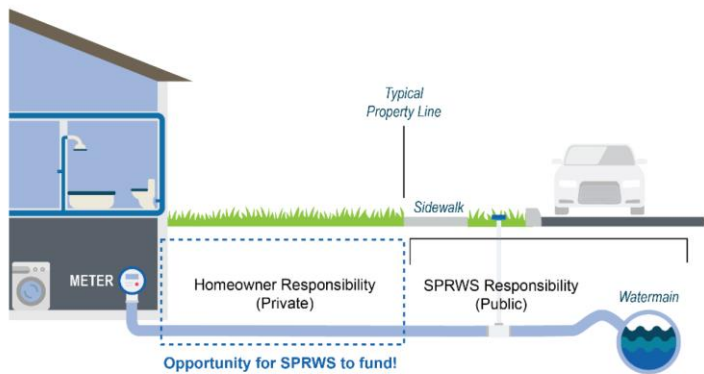 Typical
Property Line
Sidewalk
METER
Homeowner Responsibility
(Private)
SPRWS Responsibility
(Public)
Watermain
Opportunity for SPRWS to fund!